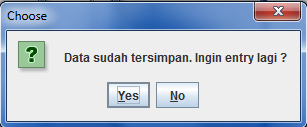 Choose
Data sudah tersimpan. Ingin entry lagi ?
Yes
No